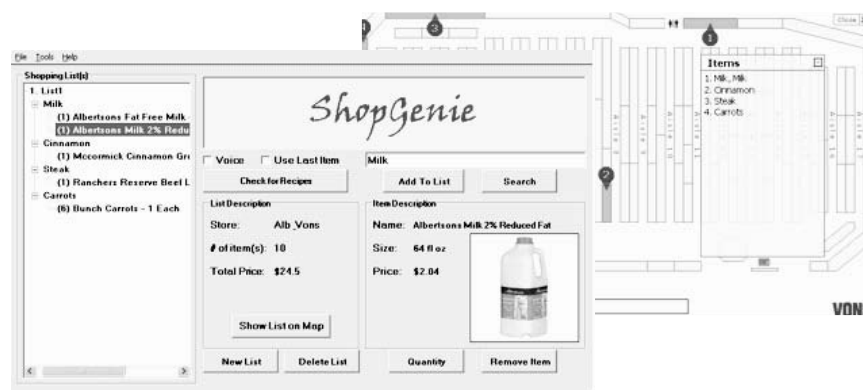 File Tools Help
Shopping List(s)
1. List1
Milk
(1) Albertsons Fat Free Milk
(1) Albertsons Milk 2% Redu
Cinnamon
(1) Mccormick Cinnamon Gr
Steak
(1) Ranchers Reserve Beef L
Carrots
(6) Bunch Carrots - 1 Each
ShopGenie
Voice Use Last Item Milk
Check for Recipes Add To List Search
List Description
Store: Alb_Vons
# of item(s): 10
Total Price: $24.5
Show List on Map
Item Description
Name: Albertsons Milk 2% Reduced Fat
Size: 64 fl oz
Price: $2.04
New List Delete List Quantity Remove Item
3
1
2
Close
Items
1. Milk, Milk
2. Cinnamon
3. Steak
4. Carrots
VON